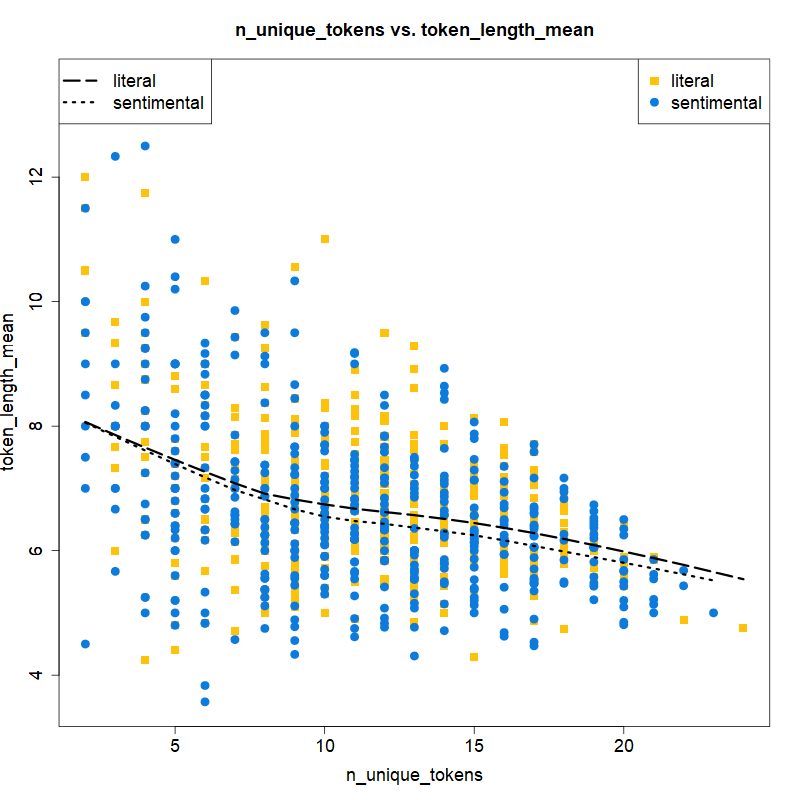 n_unique_tokens vs. token_length_mean
literal
sentimental
literal
sentimental
token_length_mean
12
10
8
6
4
5
10
15
20
n_unique_tokens